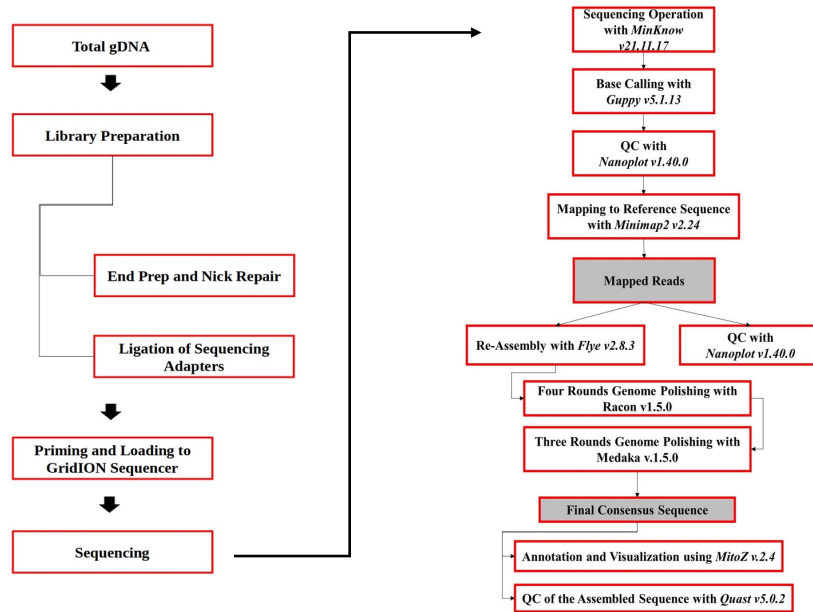 Total gDNA
Library Preparation
End Prep and Nick Repair
Ligation of Sequencing
Adapters
Priming and Loading to
GridION Sequencer
Sequencing
Sequencing Operation
with MinKnow
v21.11.17
Base Calling with
Guppy v5.1.13
QC with
Nanoplot v1.40.0
Mapping to Reference Sequence
with Minimap2 v2.24
Mapped Reads
Re-Assembly with Flye v2.8.3
QC with
Nanoplot v1.40.0
Four Rounds Genome Polishing with
Racon v1.5.0
Three Rounds Genome Polishing with
Medaka v.1.5.0
Final Consensus Sequence
Annotation and Visualization using MitoZ v.2.4
QC of the Assembled Sequence with Quast v5.0.2